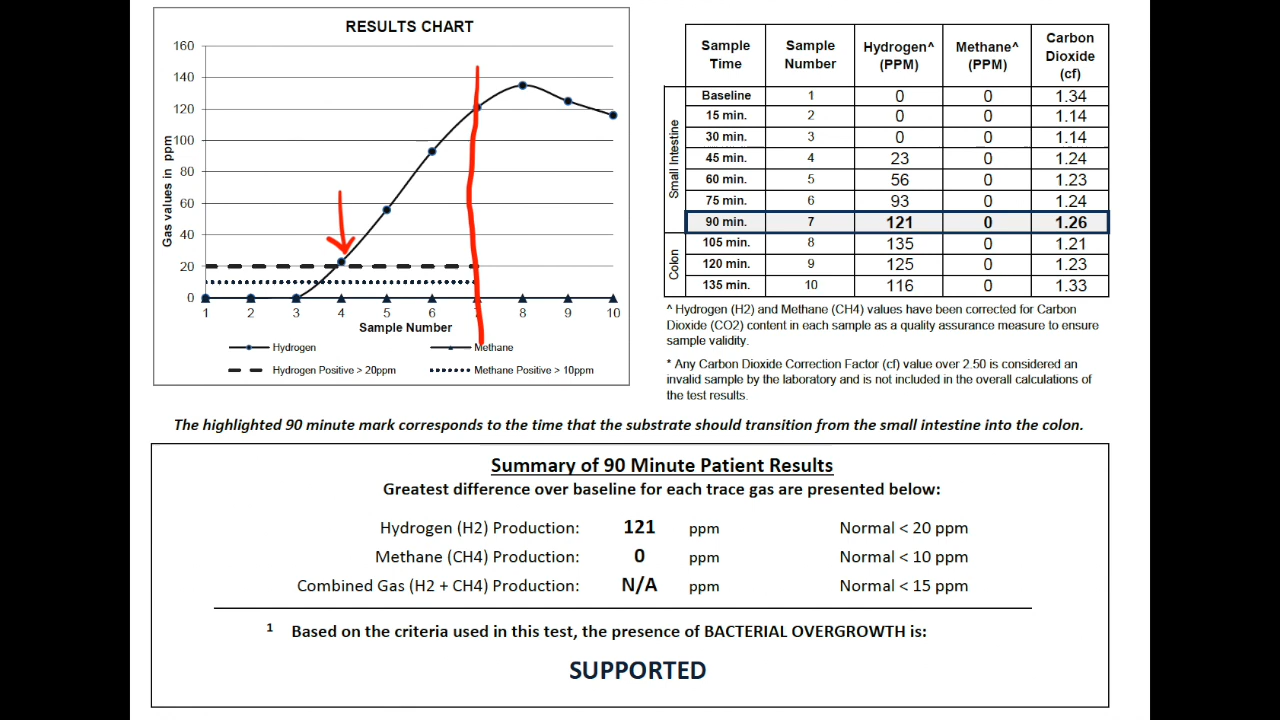 RESULTS CHART
160
140
120
100
80
60
40
20
0
Gas values in ppm
1 2 3 4 5 6 7 8 9 10
Sample Number
Hydrogen Methane
Hydrogen Positive > 20ppm Methane Positive > 10ppm
Sample Time Sample Number Hydrogen^ (PPM) Methane^ (PPM) Carbon Dioxide (cf)
Small Intestine
Baseline 1 0 0 1.34
15 min. 2 0 0 1.14
30 min. 3 0 0 1.14
45 min. 4 23 0 1.24
60 min. 5 56 0 1.23
75 min. 6 93 0 1.24
90 min. 7 121 0 1.26
Colon
105 min. 8 135 0 1.21
120 min. 9 125 0 1.23
135 min. 10 116 0 1.33
^ Hydrogen (H2) and Methane (CH4) values have been corrected for Carbon
Dioxide (CO2) content in each sample as a quality assurance measure to ensure
sample validity.
* Any Carbon Dioxide Correction Factor (cf) value over 2.50 is considered an
invalid sample by the laboratory and is not included in the overall calculations of
the test results.
The highlighted 90 minute mark corresponds to the time that the substrate should transition from the small intestine into the colon.
Summary of 90 Minute Patient Results
Greatest difference over baseline for each trace gas are presented below:
Hydrogen (H2) Production: 121 ppm Normal < 20 ppm
Methane (CH4) Production: 0 ppm Normal < 10 ppm
Combined Gas (H2 + CH4) Production: N/A ppm Normal < 15 ppm
1 Based on the criteria used in this test, the presence of BACTERIAL OVERGROWTH is:
SUPPORTED